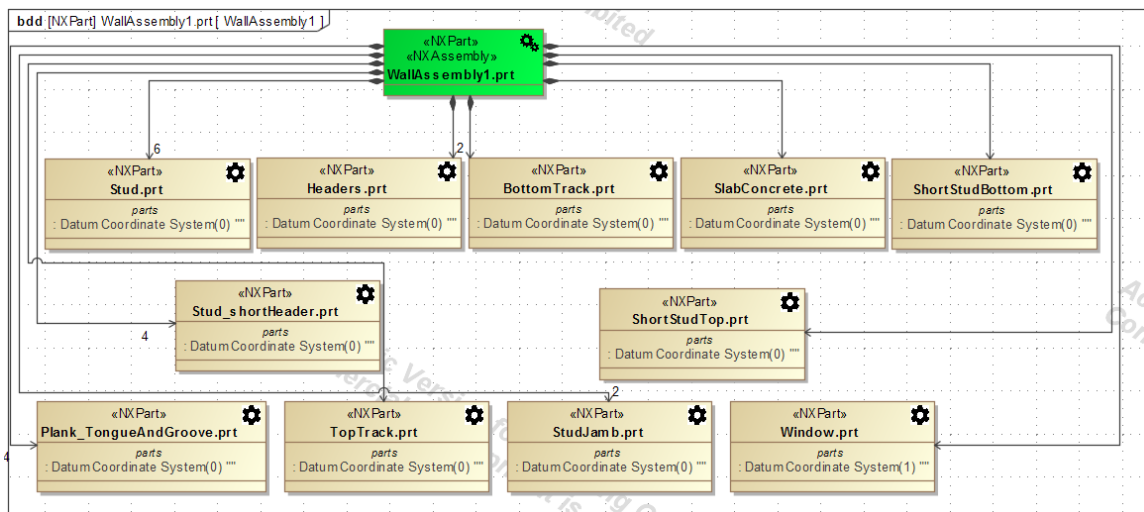 bdd [NXPart] WallAssembly1.prt [ WallAssembly1 ]
«NXPart»
«NXAssembly»
WallAssembly1.prt
6
2
«NXPart»
Stud.prt
parts
: Datum Coordinate System(0) ""
«NXPart»
Headers.prt
parts
: Datum Coordinate System(0) ""
«NXPart»
BottomTrack.prt
parts
: Datum Coordinate System(0) ""
«NXPart»
SlabConcrete.prt
parts
: Datum Coordinate System(0) ""
«NXPart»
ShortStudBottom.prt
parts
: Datum Coordinate System(0) ""
«NXPart»
Stud_shortHeader.prt
parts
: Datum Coordinate System(0) ""
4
«NXPart»
ShortStudTop.prt
parts
: Datum Coordinate System(0) ""
2
4
«NXPart»
Plank_TongueAndGroove.prt
parts
: Datum Coordinate System(0) ""
«NXPart»
TopTrack.prt
parts
: Datum Coordinate System(0) ""
«NXPart»
StudJamb.prt
parts
: Datum Coordinate System(0) ""
«NXPart»
Window.prt
parts
: Datum Coordinate System(1) ""